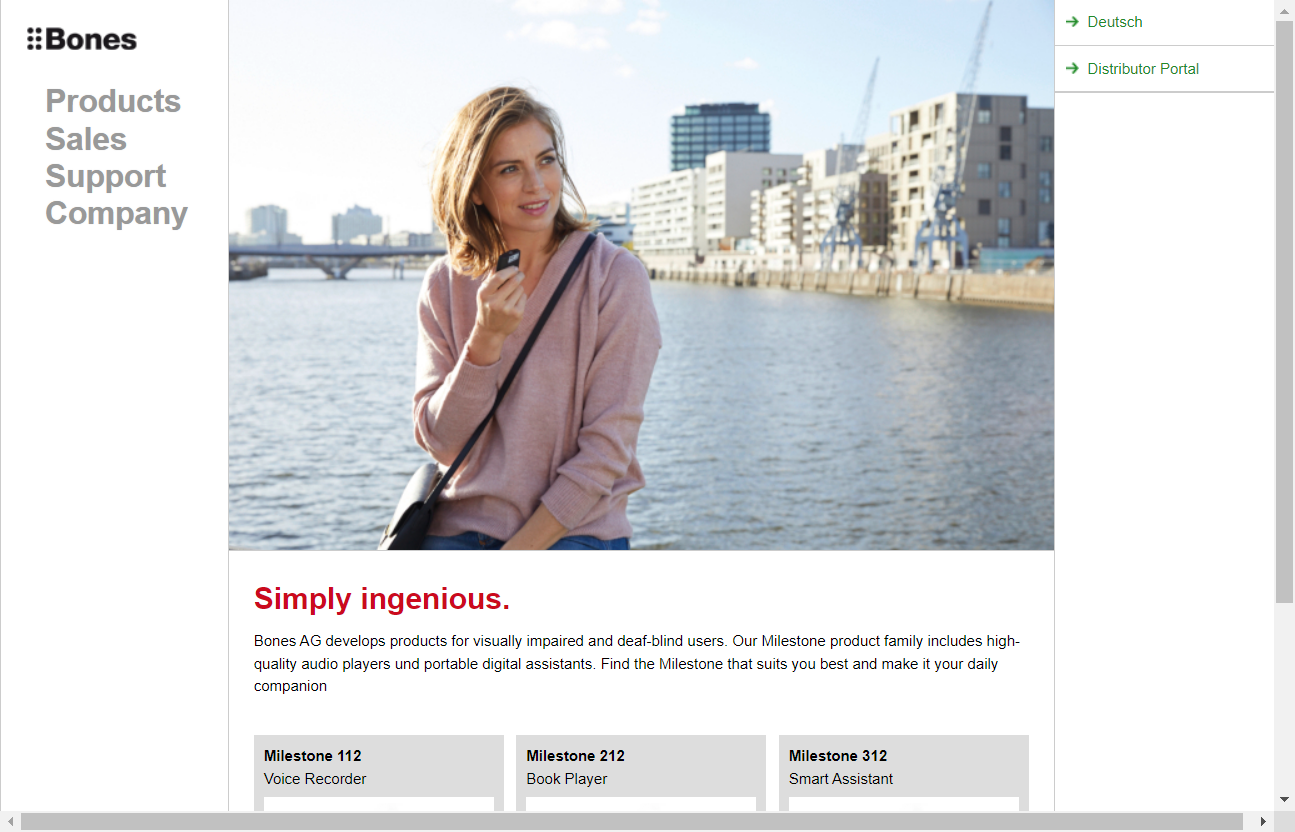 Bones
Products
Sales
Support
Company
Deutsch
Distributor Portal
Simply ingenious.
Bones AG develops products for visually impaired and deaf-blind users. Our Milestone product family includes high-
quality audio players und portable digital assistants. Find the Milestone that suits you best and make it your daily
companion
Milestone 112
Voice Recorder
Milestone 212
Book Player
Milestone 312
Smart Assistant